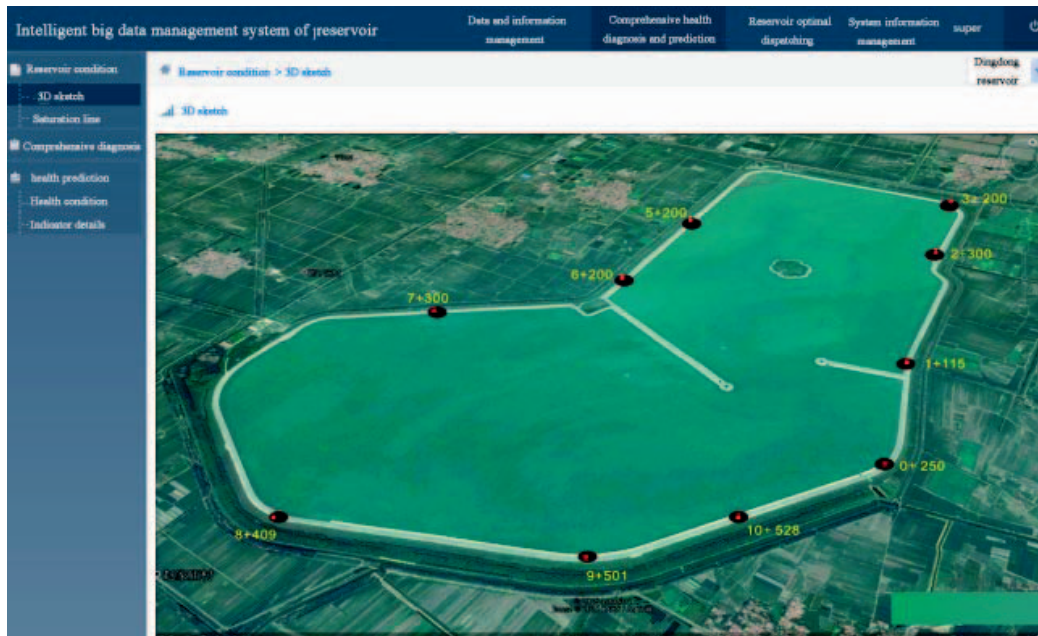 Intelligent big data management system of reservoir
Data and information
management
Comprehensive health
diagnosis and prediction
Reservoir optimal
dispatching
System information
management
super
Reservoir condition
3D sketch
Saturation line
Comprehensive diagnosis
health prediction
Health condition
Indicator details
Reservoir condition > 3D sketch
Dingdong
reservoir
3D sketch
3+200
5+200
2+300
6+200
7+300
1+115
0+250
8+409
10+528
9+501